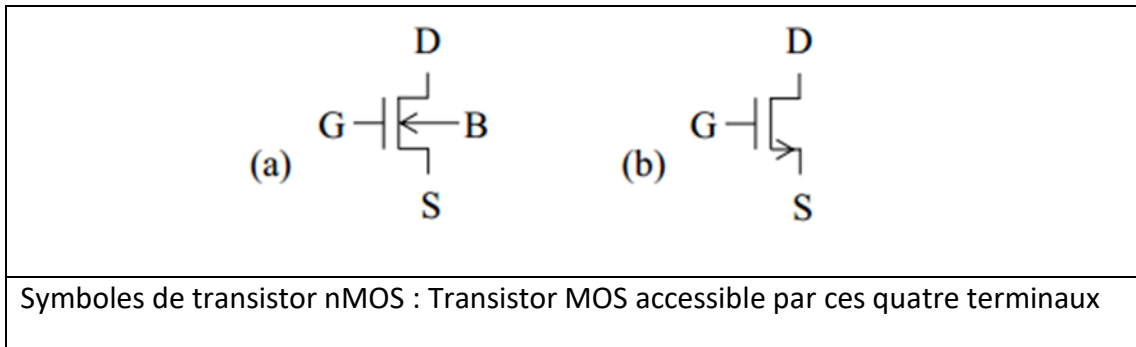 D D
G B G
(a) (b)
S S
Symboles de transistor nMOS : Transistor MOS accessible par ces quatre terminaux